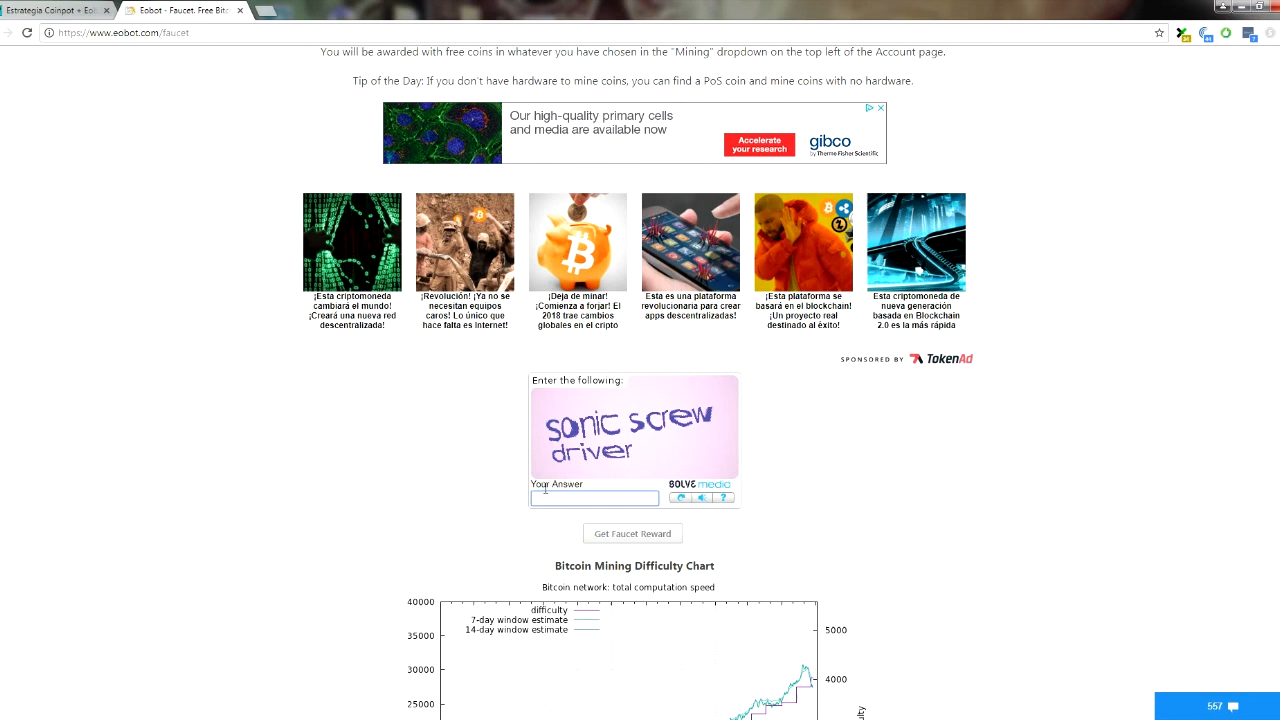 Estrategia Coinpot + Eob
Eobot - Faucet. Free Bitc
https://www.eobot.com/faucet
You will be awarded with free coins in whatever you have chosen in the "Mining" dropdown on the top left of the Account page.
Tip of the Day: If you don't have hardware to mine coins, you can find a PoS coin and mine coins with no hardware.
Our high-quality primary cells
and media are available now
Accelerate
your research
gibco
by Thermo Fisher Scientific
¡Esta criptomoneda
cambiará el mundo!
¡Creará una nueva red
descentralizada!
¡Revolución! ¡Ya no se
necesitan equipos
caros! Lo único que
hace falta es Internet!
¡Deja de minar!
¡Comienza a forjar! El
2018 trae cambios
globales en el cripto
Esta es una plataforma
revolucionaria para crear
apps descentralizadas!
¡Esta plataforma se
basará en el blockchain!
¡Un proyecto real
destinado al éxito!
Esta criptomoneda de
nueva generación
basada en Blockchain
2.0 es la más rápida
SPONSORED BY TokenAd
Enter the following:
sonic screw
driver
Your Answer
SOLVE media
?
Get Faucet Reward
Bitcoin Mining Difficulty Chart
Bitcoin network: total computation speed
difficulty
7-day window estimate
14-day window estimate
40000
35000
30000
25000
5000
4000
557